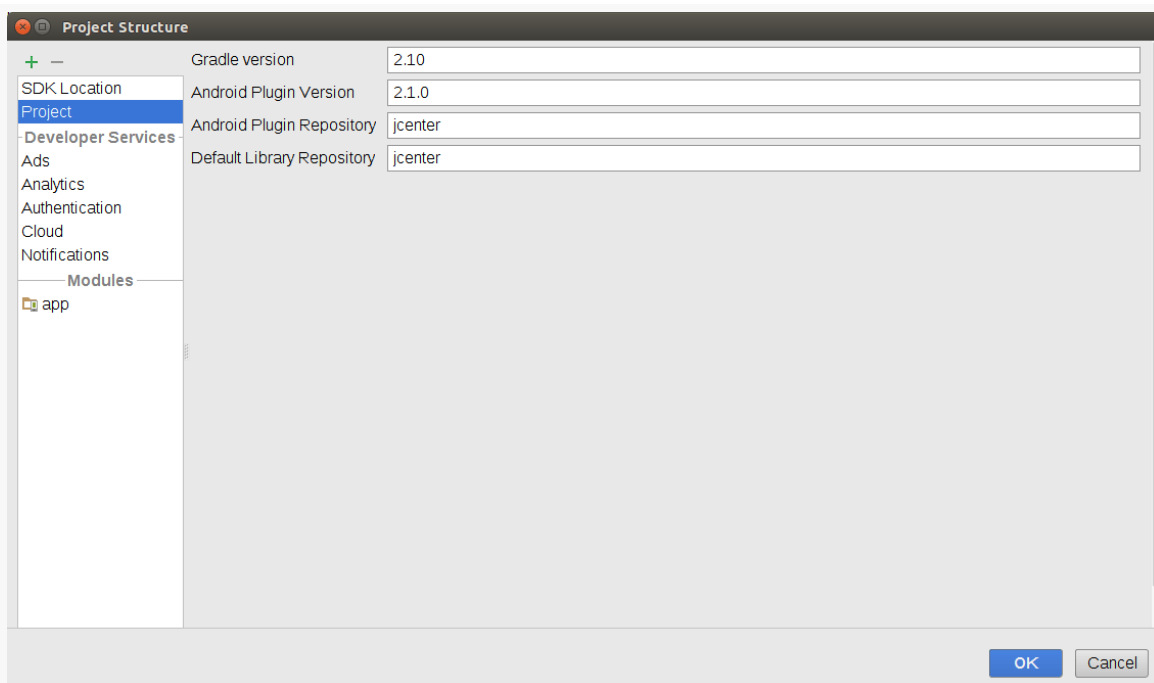 Project Structure
SDK Location
Project
Developer Services
Ads
Analytics
Authentication
Cloud
Notifications
Modules
app
Gradle version 2.10
Android Plugin Version 2.1.0
Android Plugin Repository jcenter
Default Library Repository jcenter
OK Cancel